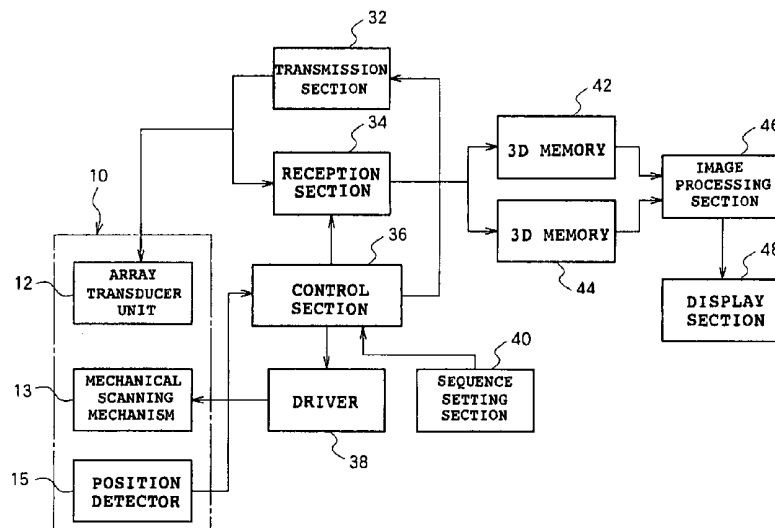 32
TRANSMISSION
SECTION
34
RECEPTION
SECTION
42
3D MEMORY
46
IMAGE
PROCESSING
SECTION
10
3D MEMORY
44
36
12
ARRAY
TRANSDUCER
UNIT
CONTROL
SECTION
48
DISPLAY
SECTION
40
SEQUENCE
SETTING
SECTION
13
MECHANICAL
SCANNING
MECHANISM
DRIVER
38
15
POSITION
DETECTOR